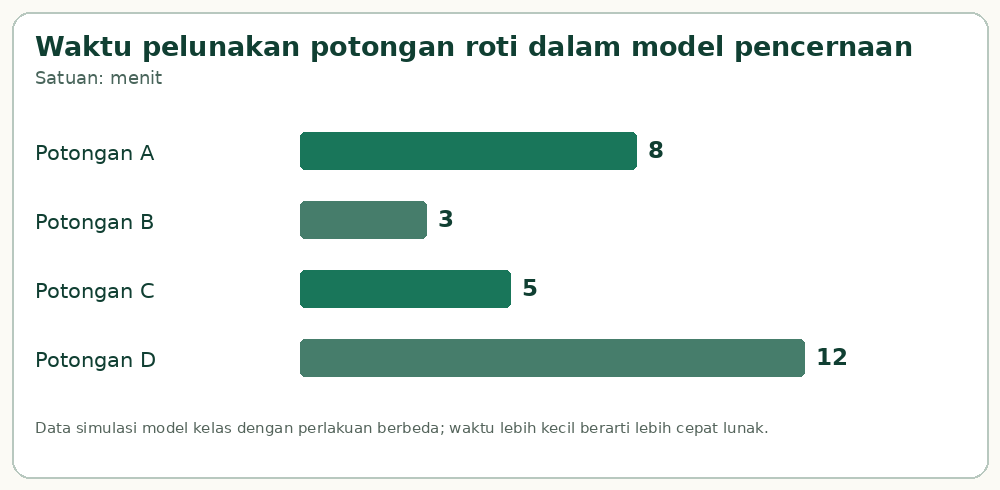 Waktu pelunakan potongan roti dalam model pencernaan
Satuan: menit
Potongan A 8
Potongan B 3
Potongan C 5
Potongan D 12
Data simulasi model kelas dengan perlakuan berbeda; waktu lebih kecil berarti lebih cepat lunak.